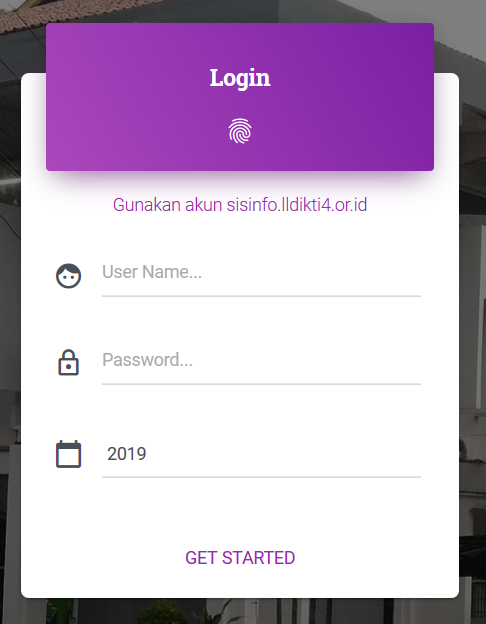 Login
Gunakan akun sisinfo.lldikti4.or.id
User Name...
Password...
2019
GET STARTED